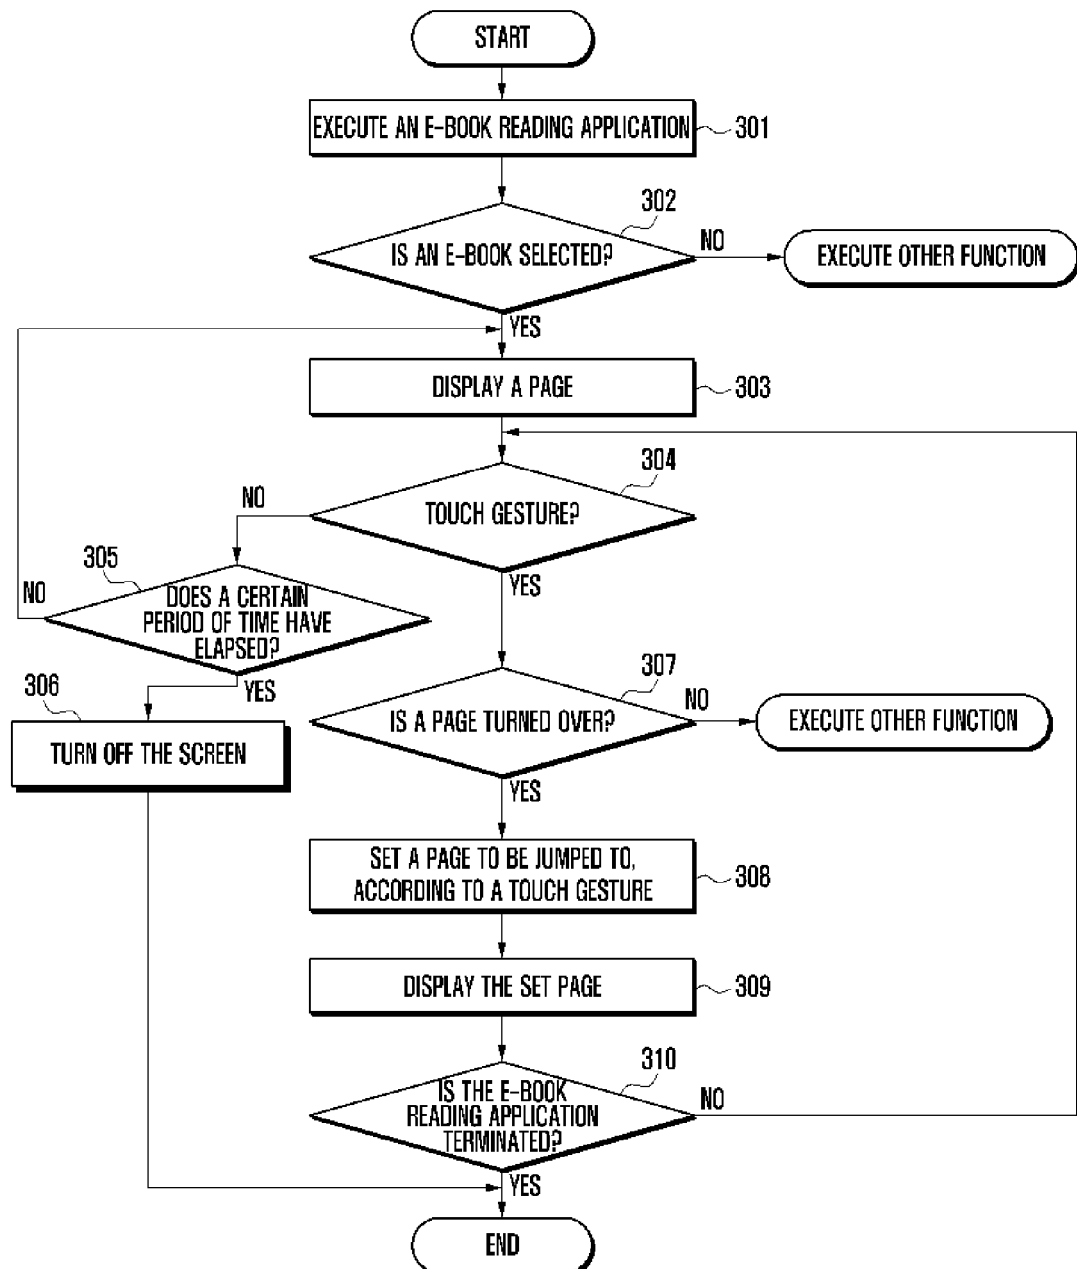 START
EXECUTE AN E-BOOK READING APPLICATION
301
302
IS AN E-BOOK SELECTED?
NO
EXECUTE OTHER FUNCTION
YES
DISPLAY A PAGE
303
304
TOUCH GESTURE?
NO
YES
305
NO
DOES A CERTAIN
PERIOD OF TIME HAVE
ELAPSED?
YES
306
TURN OFF THE SCREEN
307
IS A PAGE TURNED OVER?
NO
EXECUTE OTHER FUNCTION
YES
SET A PAGE TO BE JUMPED TO,
ACCORDING TO A TOUCH GESTURE
308
DISPLAY THE SET PAGE
309
310
IS THE E-BOOK
READING APPLICATION
TERMINATED?
NO
YES
END